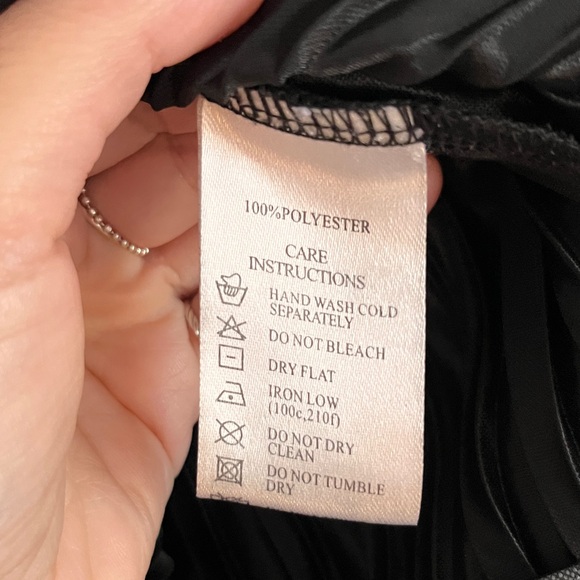 100%POLYESTER
CARE
INSTRUCTIONS
HAND WASH COLD
SEPARATELY
DO NOT BLEACH
DRY FLAT
IRON LOW
(100c,210f)
DO NOT DRY
CLEAN
DO NOT TUMBLE
DRY